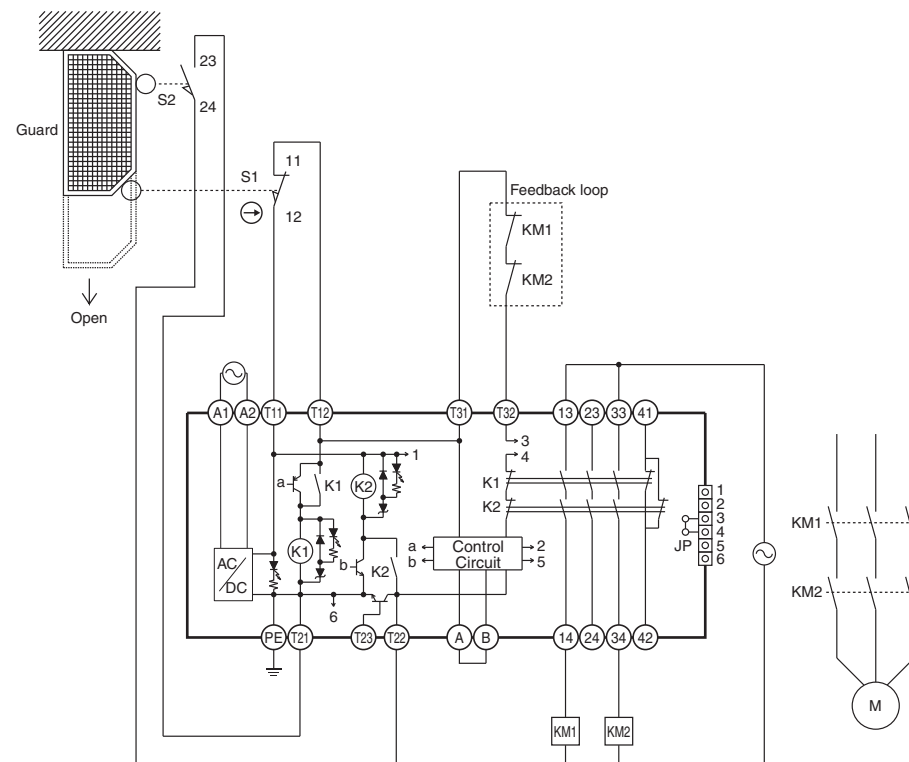 23
S2
24
Guard
11
S1
12
Feedback loop
KM1
KM2
Open
A1 A2 T11 T12 T31 T32 13 23 33 41
3
1
4
a K1 K2
K1
K2
1
2
3
4
5
6
JP
KM1
KM2
K1
b K2
AC
DC
a Control 2
b Circuit 5
6
PE T21 T23 T22 A B 14 24 34 42
M
KM1 KM2